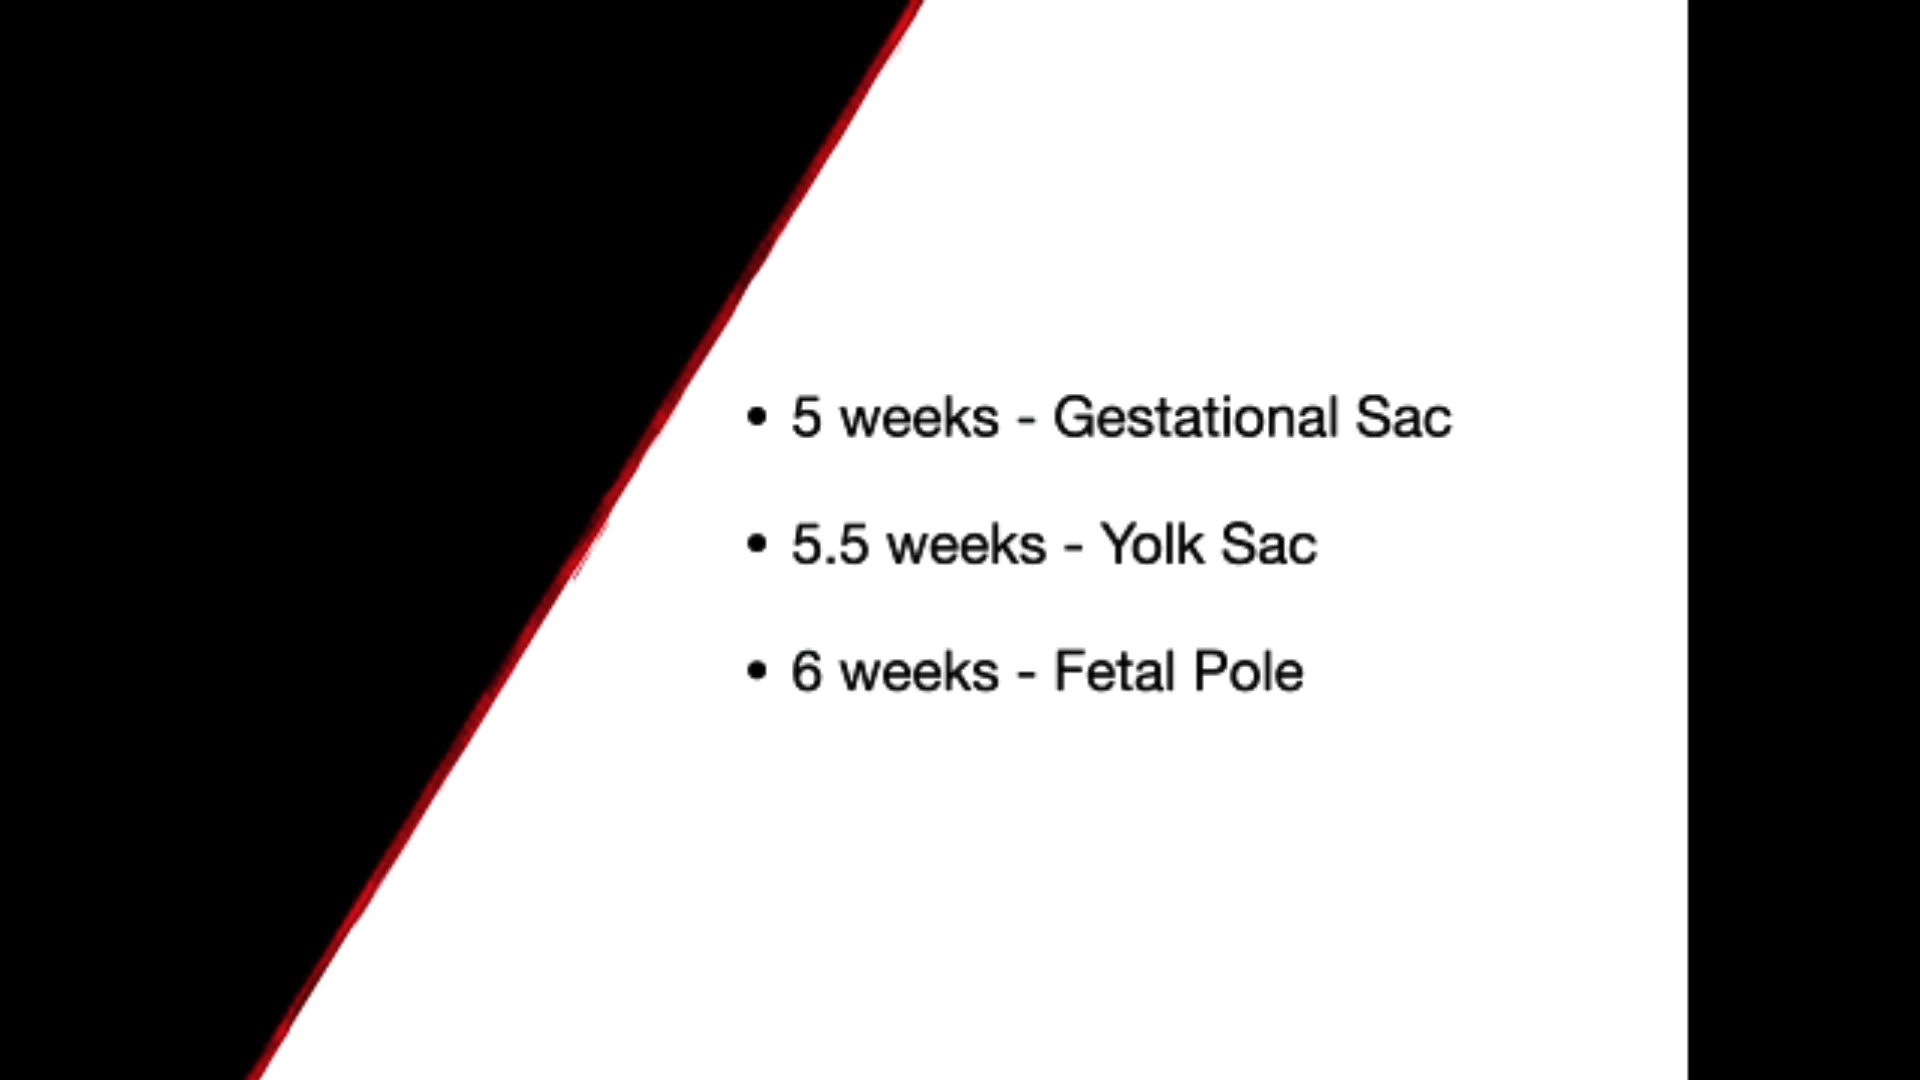 • 5 weeks - Gestational Sac
• 5.5 weeks - Yolk Sac
• 6 weeks - Fetal Pole